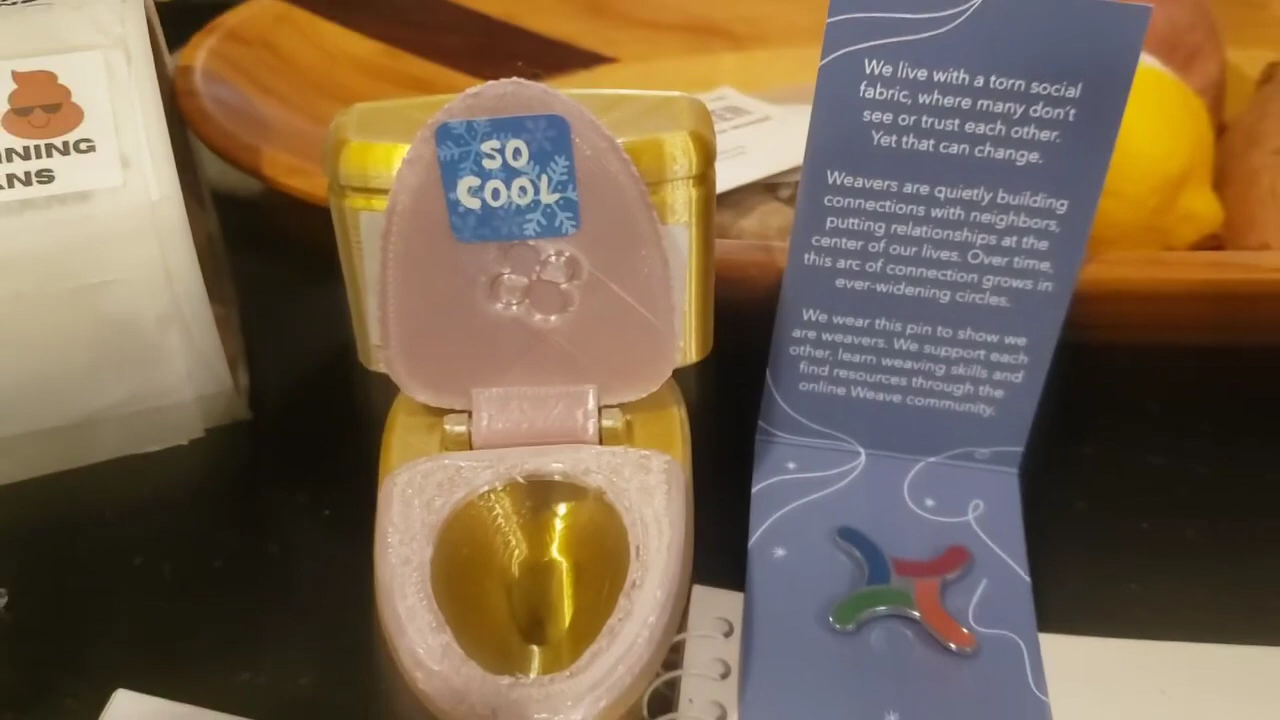 NNING
ANS
SO
COOL
We live with a torn social
fabric, where many don't
see or trust each other.
Yet that can change.
Weavers are quietly building
connections with neighbors,
putting relationships at the
center of our lives. Over time,
this arc of connection grows in
ever-widening circles.
We wear this pin to show we
are weavers. We support each
other, learn weaving skills and
find resources through the
online Weave community.